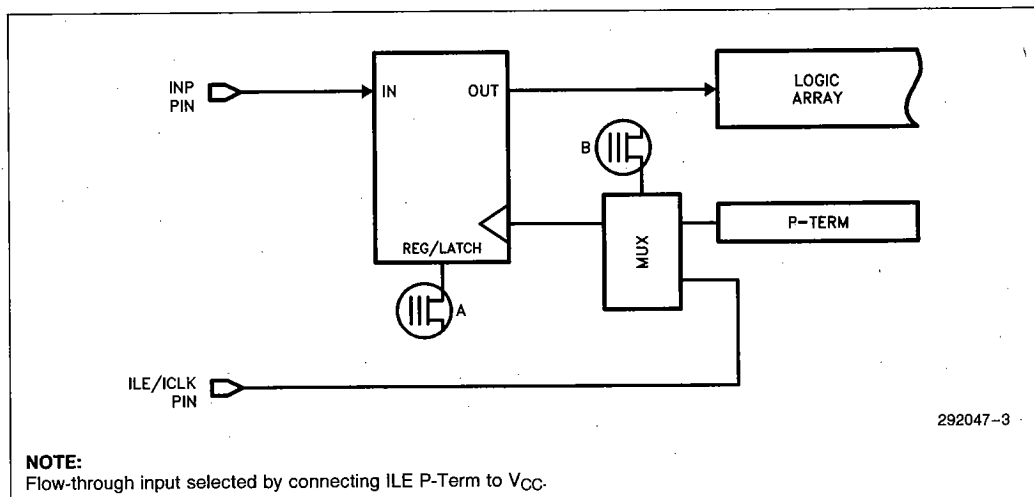 INP
PIN
IN
OUT
LOGIC
ARRAY
B
P-TERM
MUX
REG/LATCH
A
ILE/ICLK
PIN
292047-3
NOTE:
Flow-through input selected by connecting ILE P-Term to VCC.